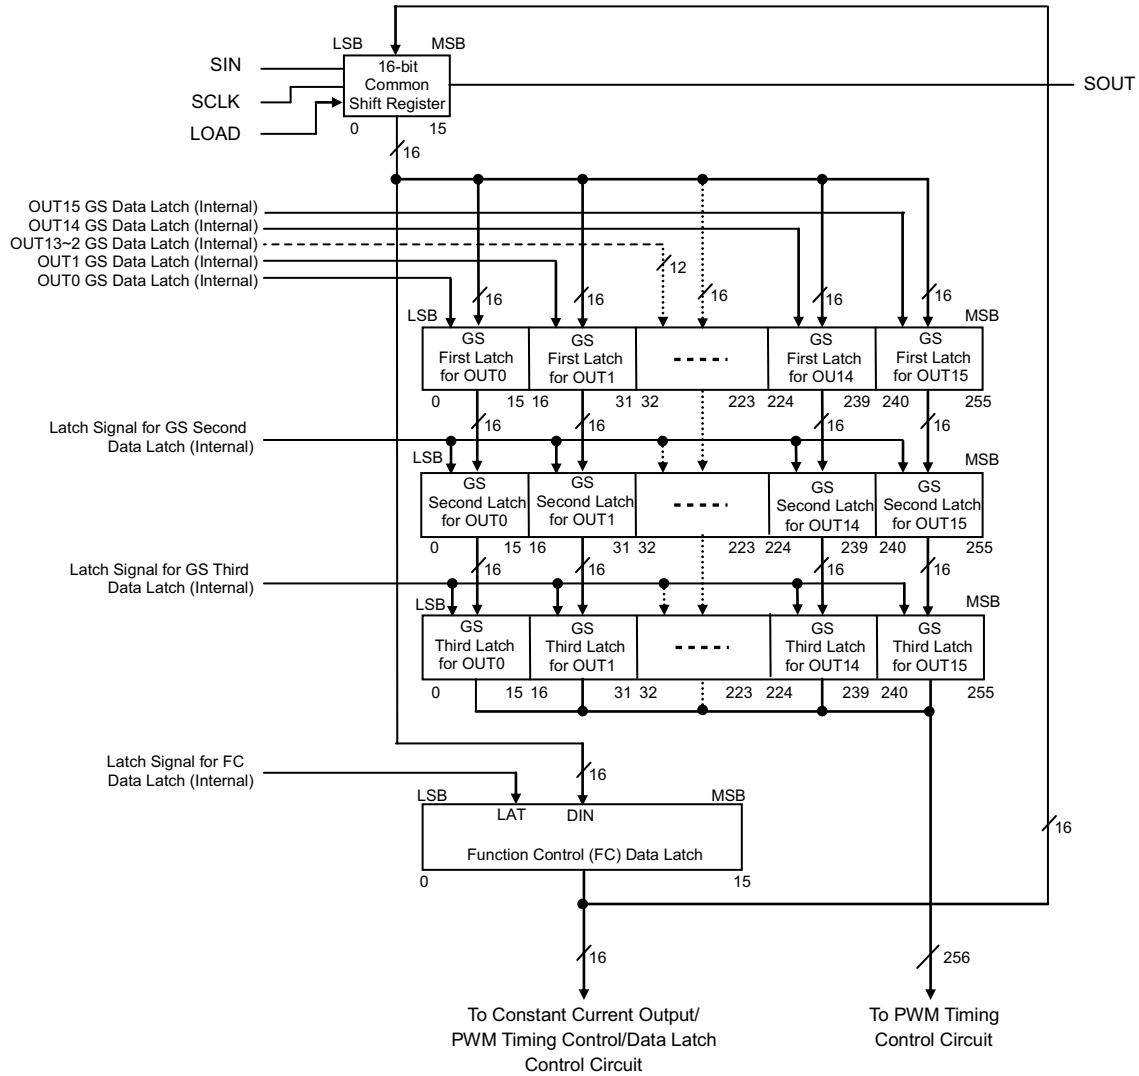 LSB MSB
SIN
SCLK
LOAD
16-bit
Common
Shift Register
0 15
SOUT
16
OUT15 GS Data Latch (Internal)
OUT14 GS Data Latch (Internal)
OUT13~2 GS Data Latch (Internal)
OUT1 GS Data Latch (Internal)
OUT0 GS Data Latch (Internal)
12
16 16 16 16 16
LSB MSB
GS
First Latch
for OUT0
GS
First Latch
for OUT1
GS
First Latch
for OU14
GS
First Latch
for OUT15
0 15 16 31 32 223 224 239 240 255
16 16 16 16
Latch Signal for GS Second
Data Latch (Internal)
LSB MSB
GS
Second Latch
for OUT0
GS
Second Latch
for OUT1
GS
Second Latch
for OUT14
GS
Second Latch
for OUT15
0 15 16 31 32 223 224 239 240 255
16 16 16 16
Latch Signal for GS Third
Data Latch (Internal)
LSB MSB
GS
Third Latch
for OUT0
GS
Third Latch
for OUT1
GS
Third Latch
for OUT14
GS
Third Latch
for OUT15
0 15 16 31 32 223 224 239 240 255
Latch Signal for FC
Data Latch (Internal)
16
LSB MSB
LAT DIN
Function Control (FC) Data Latch
0 15
16
16
256
To Constant Current Output/
PWM Timing Control/Data Latch
Control Circuit
To PWM Timing
Control Circuit